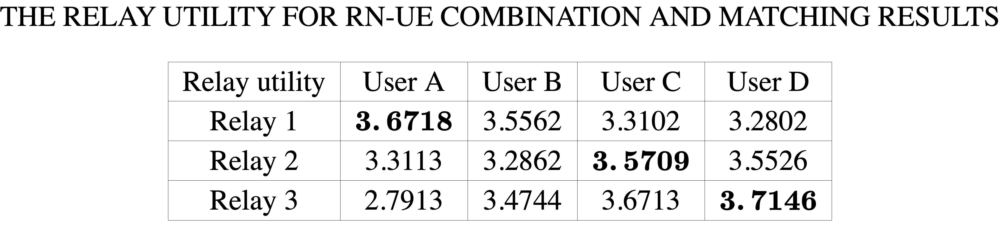 THE RELAY UTILITY FOR RN-UE COMBINATION AND MATCHING RESULTS
Relay utility User A User B User C User D
Relay 1 3.6718 3.5562 3.3102 3.2802
Relay 2 3.3113 3.2862 3.5709 3.5526
Relay 3 2.7913 3.4744 3.6713 3.7146